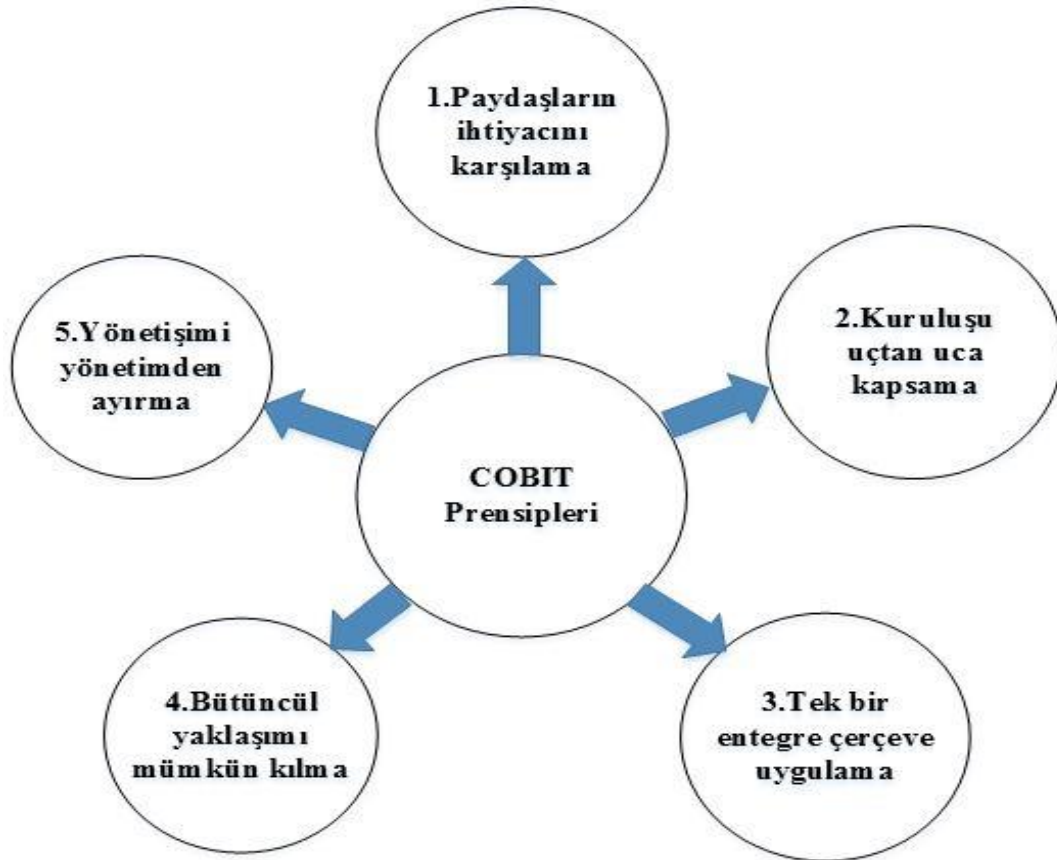 1.Paydaşların
ihtiyacını
karşılama
2.Kuruluşu
uçtan uca
kapsama
5.Yönetişimi
yönetimden
ayırma
COBIT
Prensipleri
4.Bütüncül
yaklaşımı
mümkün kılma
3.Tek bir
entegre çerçeve
uygulama